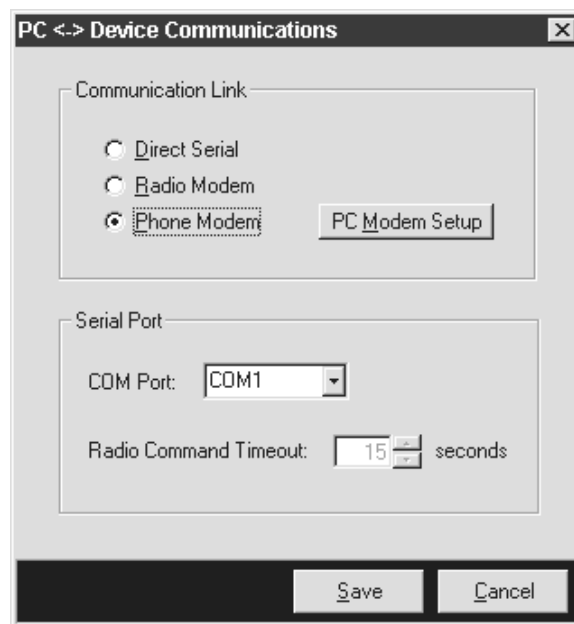 PC <-> Device Communications
Communication Link
Direct Serial
Radio Modem
Phone Modem PC Modem Setup
Serial Port
COM Port: COM1
Radio Command Timeout: 15 seconds
Save Cancel